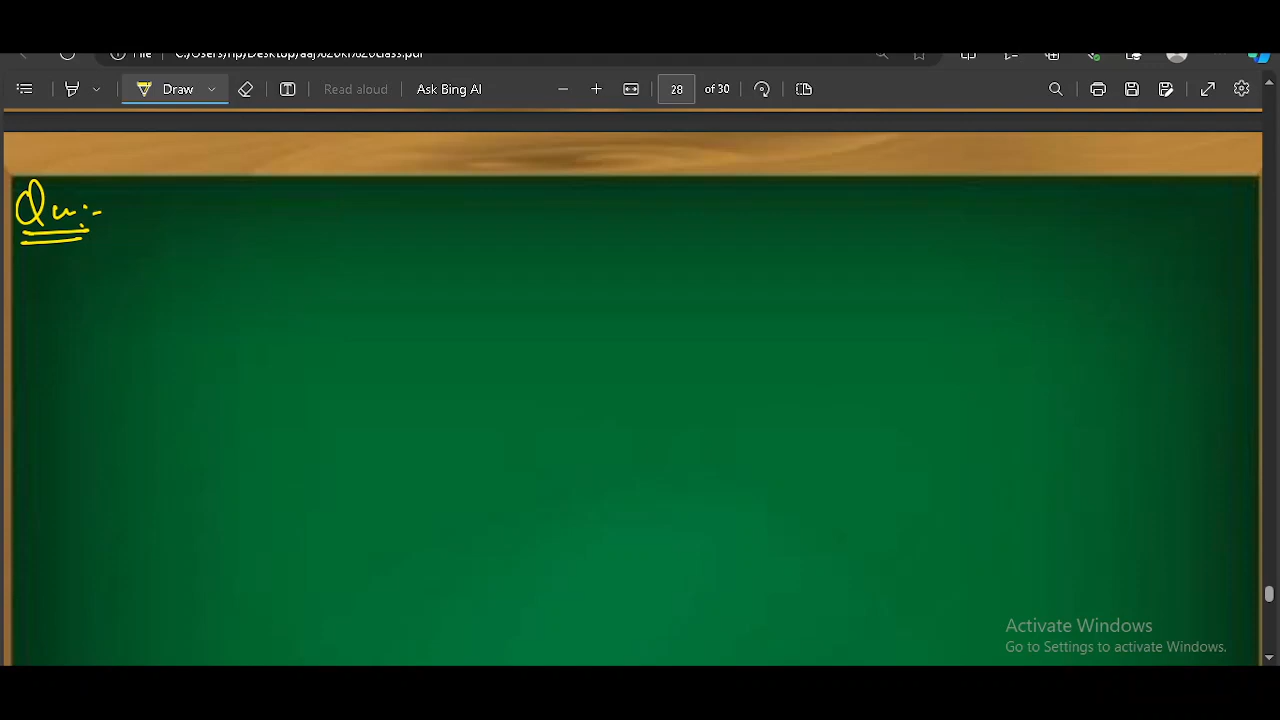 File C:/Users/hp/Desktop/aaj%20ki%20class.pdf
Draw Read aloud Ask Bing AI 28 of 30
Qu:-
Activate Windows
Go to Settings to activate Windows.